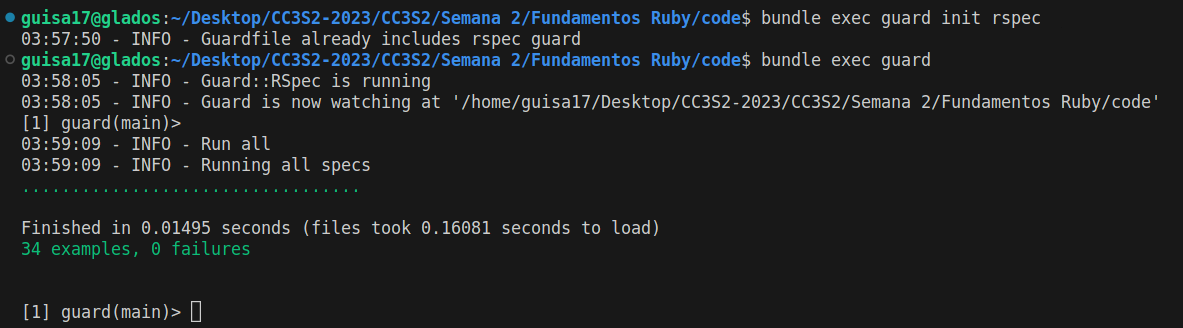 guisa17@glados:~/Desktop/CC3S2-2023/CC3S2/Semana 2/Fundamentos Ruby/code$ bundle exec guard init rspec
03:57:50 - INFO - Guardfile already includes rspec guard
guisa17@glados:~/Desktop/CC3S2-2023/CC3S2/Semana 2/Fundamentos Ruby/code$ bundle exec guard
03:58:05 - INFO - Guard::RSpec is running
03:58:05 - INFO - Guard is now watching at '/home/guisa17/Desktop/CC3S2-2023/CC3S2/Semana 2/Fundamentos Ruby/code'
[1] guard(main)>
03:59:09 - INFO - Run all
03:59:09 - INFO - Running all specs
..................................
Finished in 0.01495 seconds (files took 0.16081 seconds to load)
34 examples, 0 failures
[1] guard(main)>